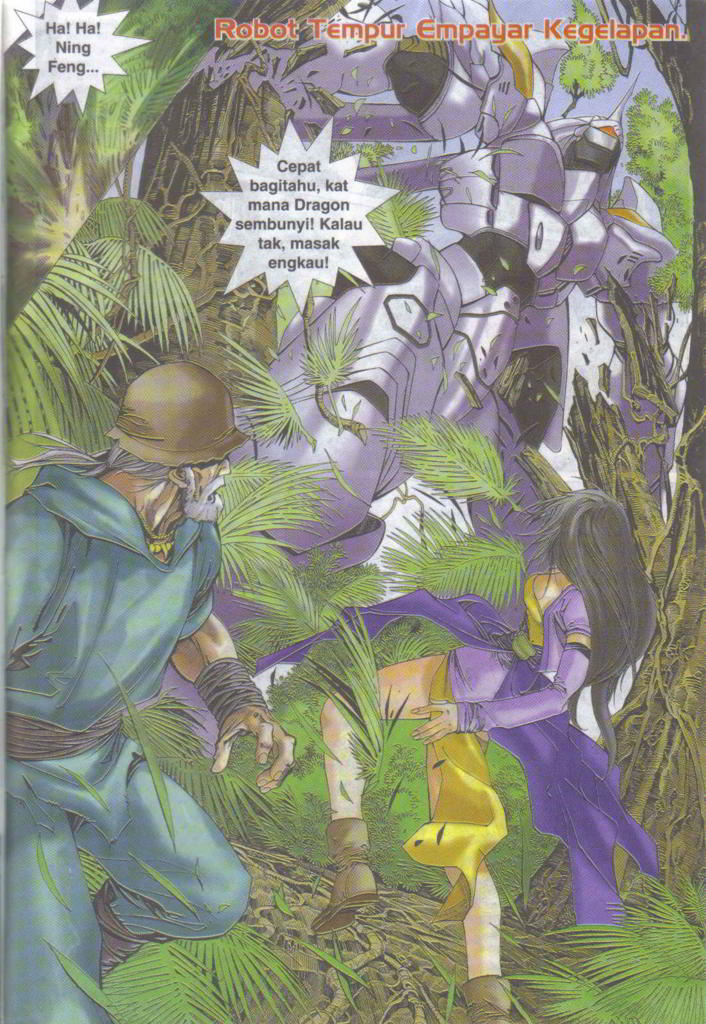 Robot Tempur Empayar Kegelapan.
Ha! Ha!
Ning
Feng...
Cepat
bagitahu, kat
mana Dragon
sembunyi! Kalau
tak, masak
engkau!